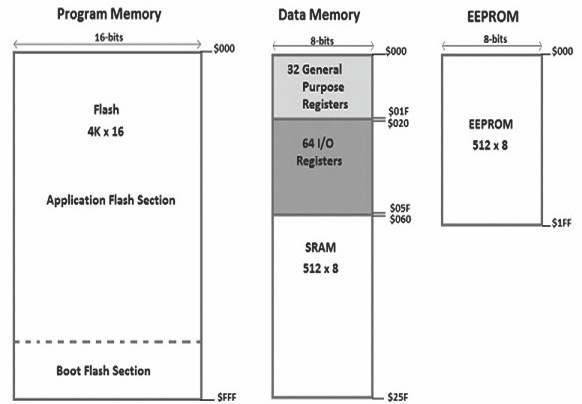 Program Memory
16-bits
$000
Flash
4K x 16
Application Flash Section
Boot Flash Section
$FFF
Data Memory
8-bits
$000
32 General
Purpose
Registers
$01F
$020
64 I/O
Registers
$05F
$060
SRAM
512 x 8
$25F
EEPROM
8-bits
$000
EEPROM
512 x 8
$1FF